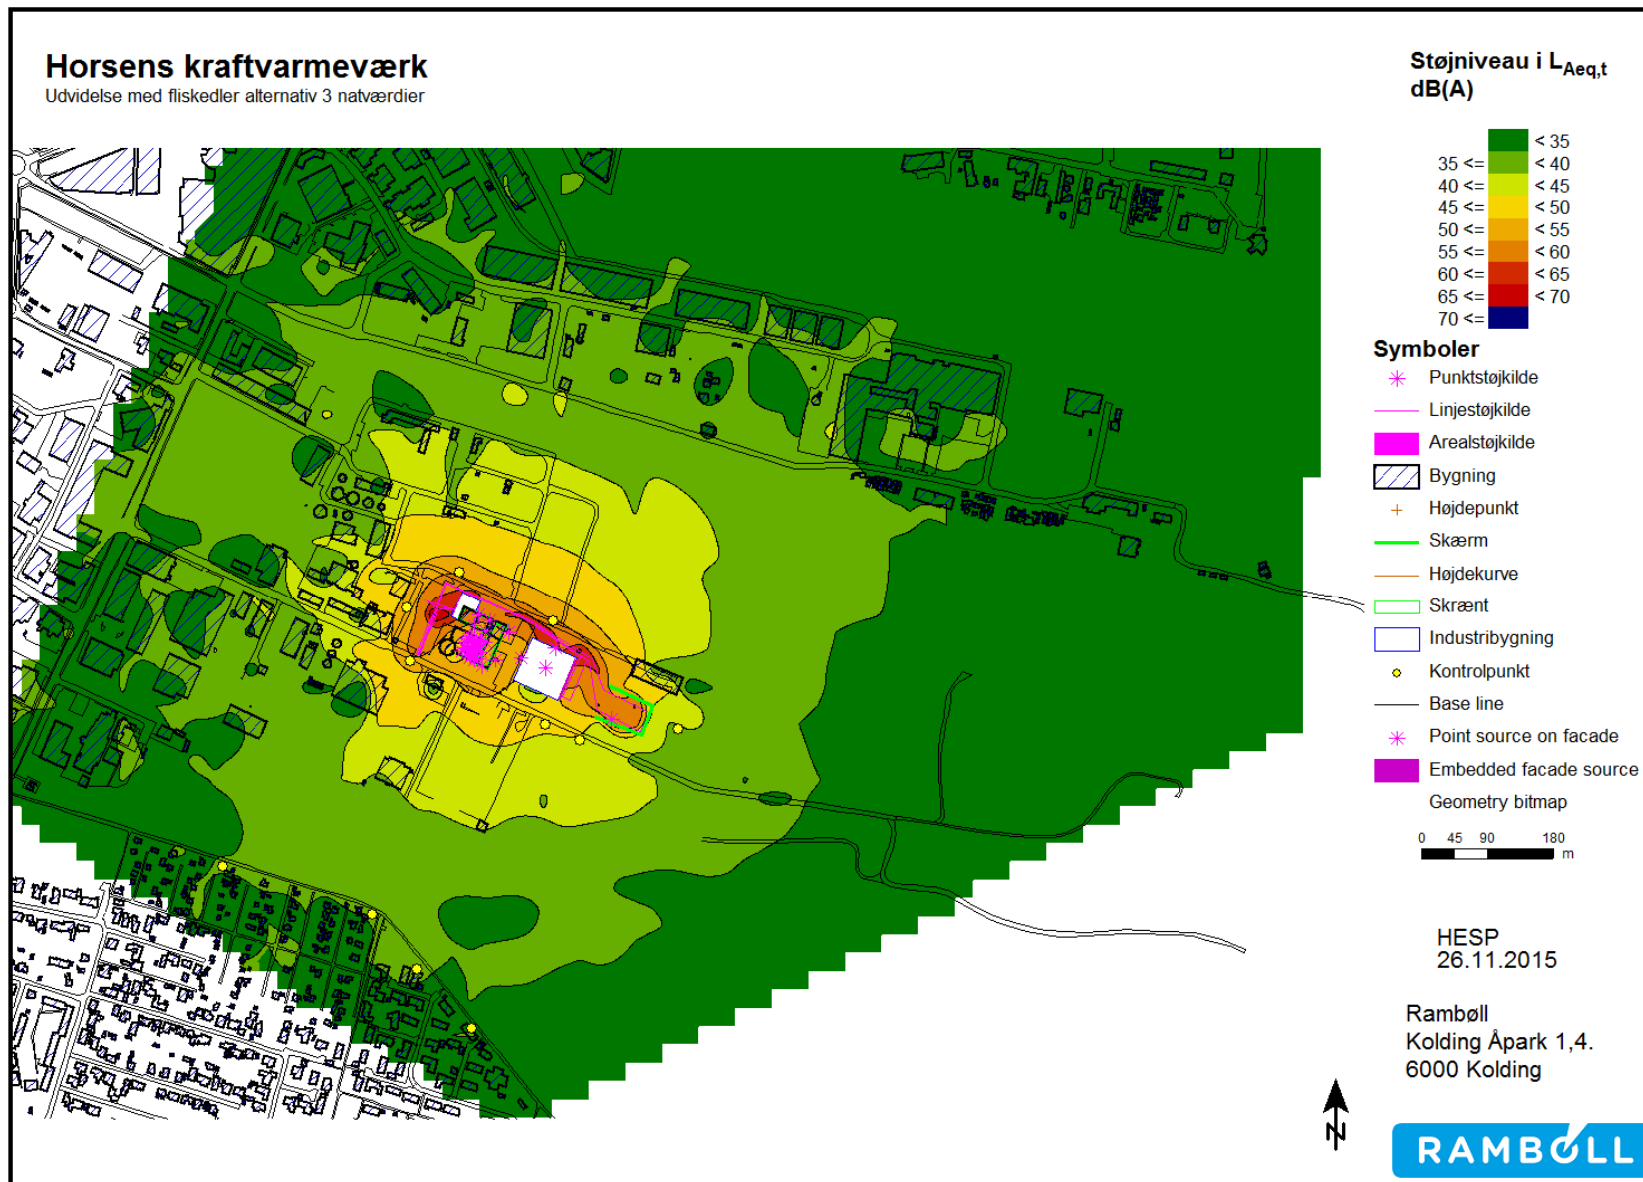 Horsens kraftvarmeværk
Udvidelse med fliskedler alternativ 3 natværdier
Støjniveau i LAeq,t
dB(A)
< 35
35 <= < 40
40 <= < 45
45 <= < 50
50 <= < 55
55 <= < 60
60 <= < 65
65 <= < 70
70 <=
Symboler
Punktstøjkilde
Linjestøjkilde
Arealstøjkilde
Bygning
Højdepunkt
Skærm
Højdekurve
Skrænt
Industribygning
Kontrolpunkt
Base line
Point source on facade
Embedded facade source
Geometry bitmap
0 45 90 180
m
HESP
26.11.2015
Rambøll
Kolding Åpark 1,4.
6000 Kolding
N
RAMBØLL